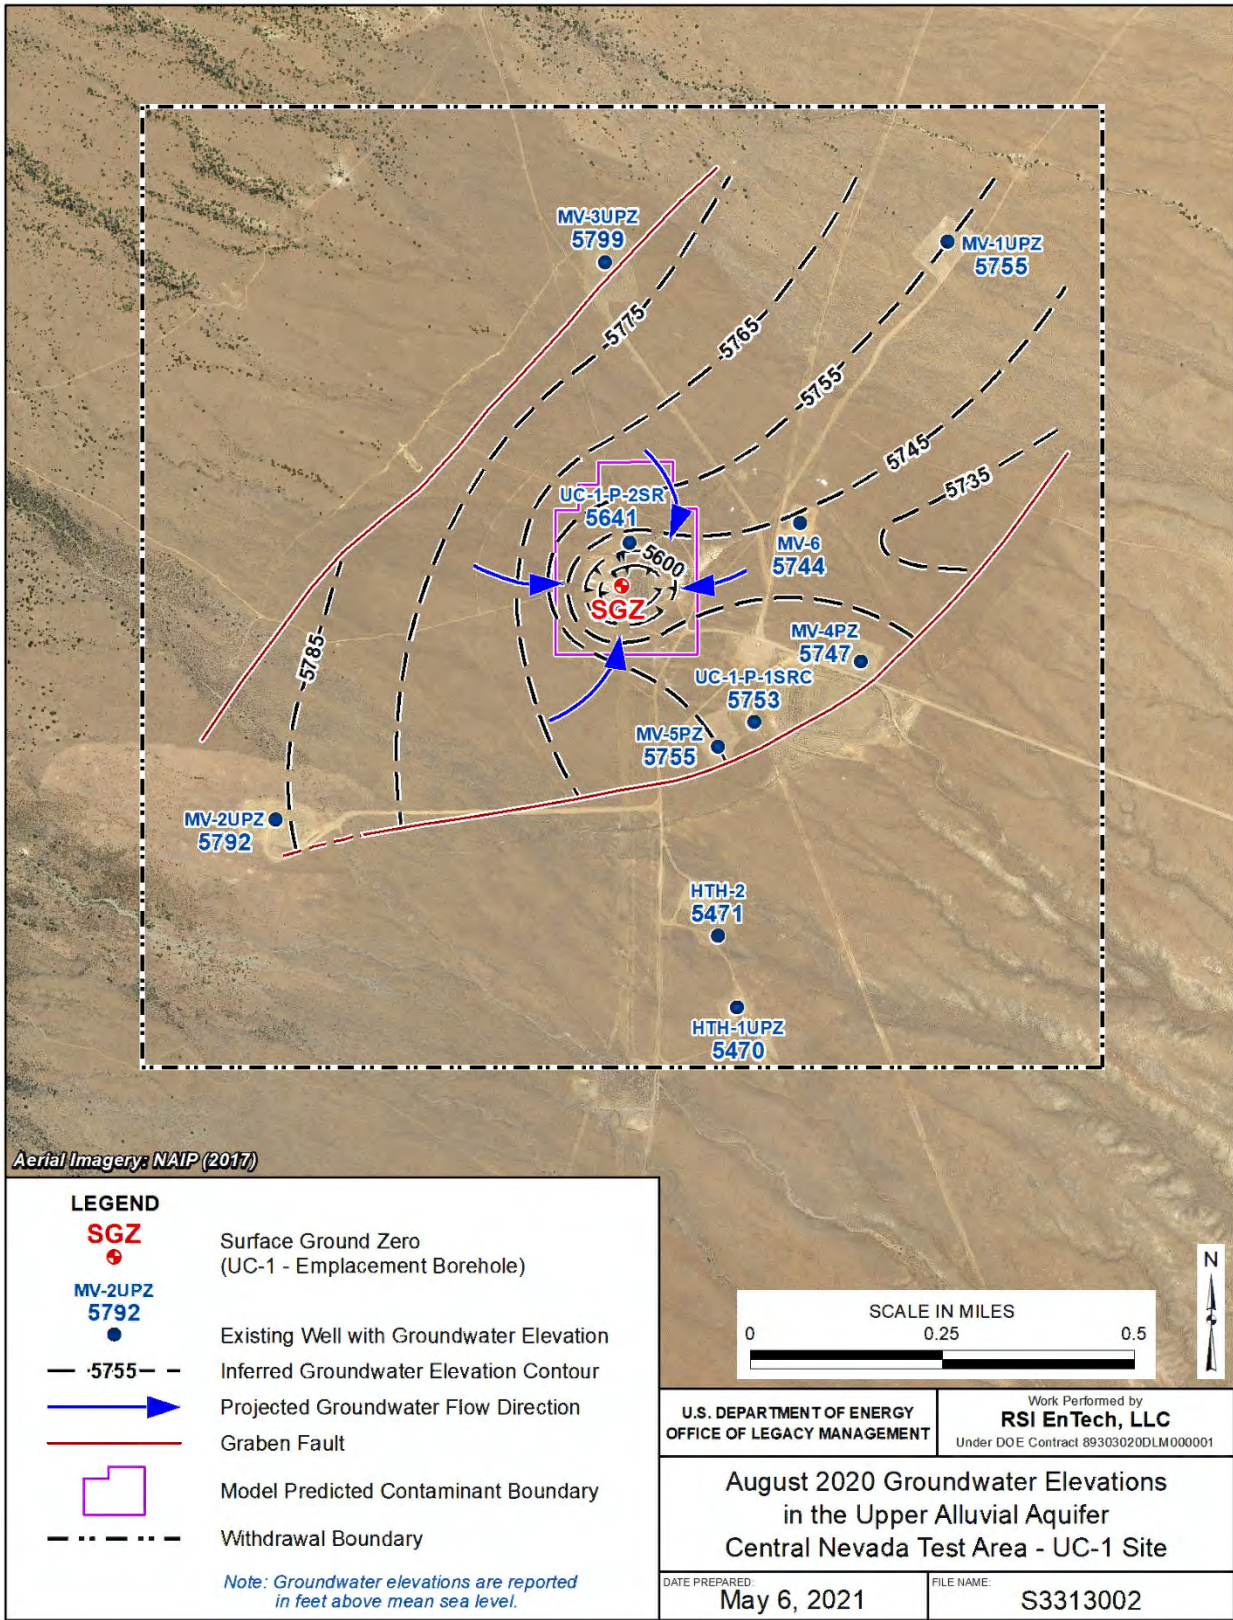 MV-3UPZ
5799
MV-1UPZ
5755
5775
5765
5755
5745
5735
UC-1-P-2SR
5641
5600
MV-6
5744
SGZ
MV-4PZ
5747
UC-1-P-1SRC
5753
MV-5PZ
5755
5785
MV-2UPZ
5792
HTH-2
5471
HTH-1UPZ
5470
Aerial Imagery: NAIP (2017)
LEGEND
SGZ
Surface Ground Zero
(UC-1 - Emplacement Borehole)
MV-2UPZ
5792
Existing Well with Groundwater Elevation
5755
Inferred Groundwater Elevation Contour
Projected Groundwater Flow Direction
Graben Fault
Model Predicted Contaminant Boundary
Withdrawal Boundary
Note: Groundwater elevations are reported
in feet above mean sea level.
N
SCALE IN MILES
0 0.25 0.5
U.S. DEPARTMENT OF ENERGY
OFFICE OF LEGACY MANAGEMENT
Work Performed by
RSI EnTech, LLC
Under DOE Contract 89303020DLM000001
August 2020 Groundwater Elevations
in the Upper Alluvial Aquifer
Central Nevada Test Area - UC-1 Site
DATE PREPARED:
May 6, 2021
FILE NAME:
S3313002